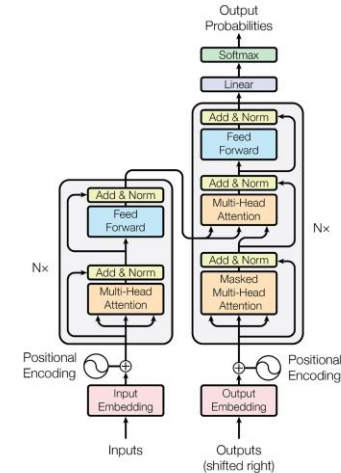 Output
Probabilities
Softmax
Linear
Add & Norm
Feed
Forward
Add & Norm
Multi-Head
Attention
Add & Norm
Masked
Multi-Head
Attention
N×
Positional
Encoding
Output
Embedding
Outputs
(shifted right)
Add & Norm
Feed
Forward
N×
Add & Norm
Multi-Head
Attention
Positional
Encoding
Input
Embedding
Inputs